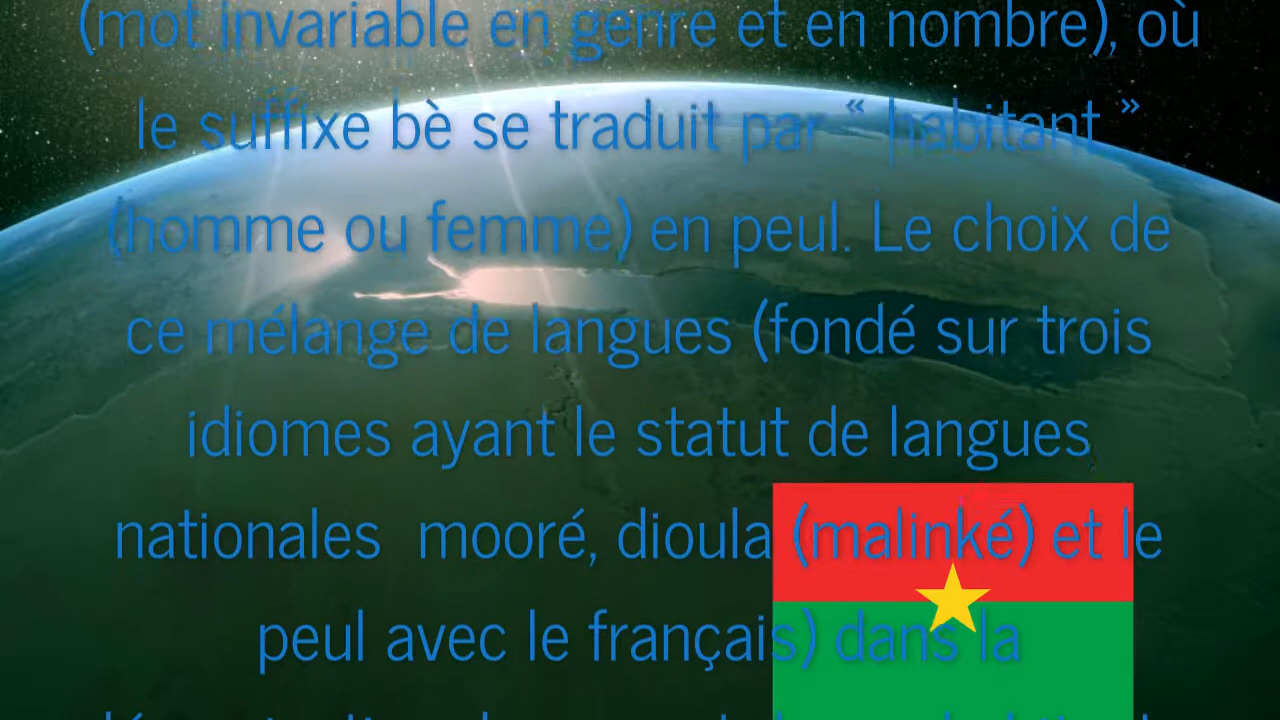 (mot invariable en genre et en nombre), où
le suffixe bè se traduit par “ habitant ”
(homme ou femme) en peul. Le choix de
ce mélange de langues (fondé sur trois
idiomes ayant le statut de langues
nationales mooré, dioula (malinké) et le
peul avec le français) dans la